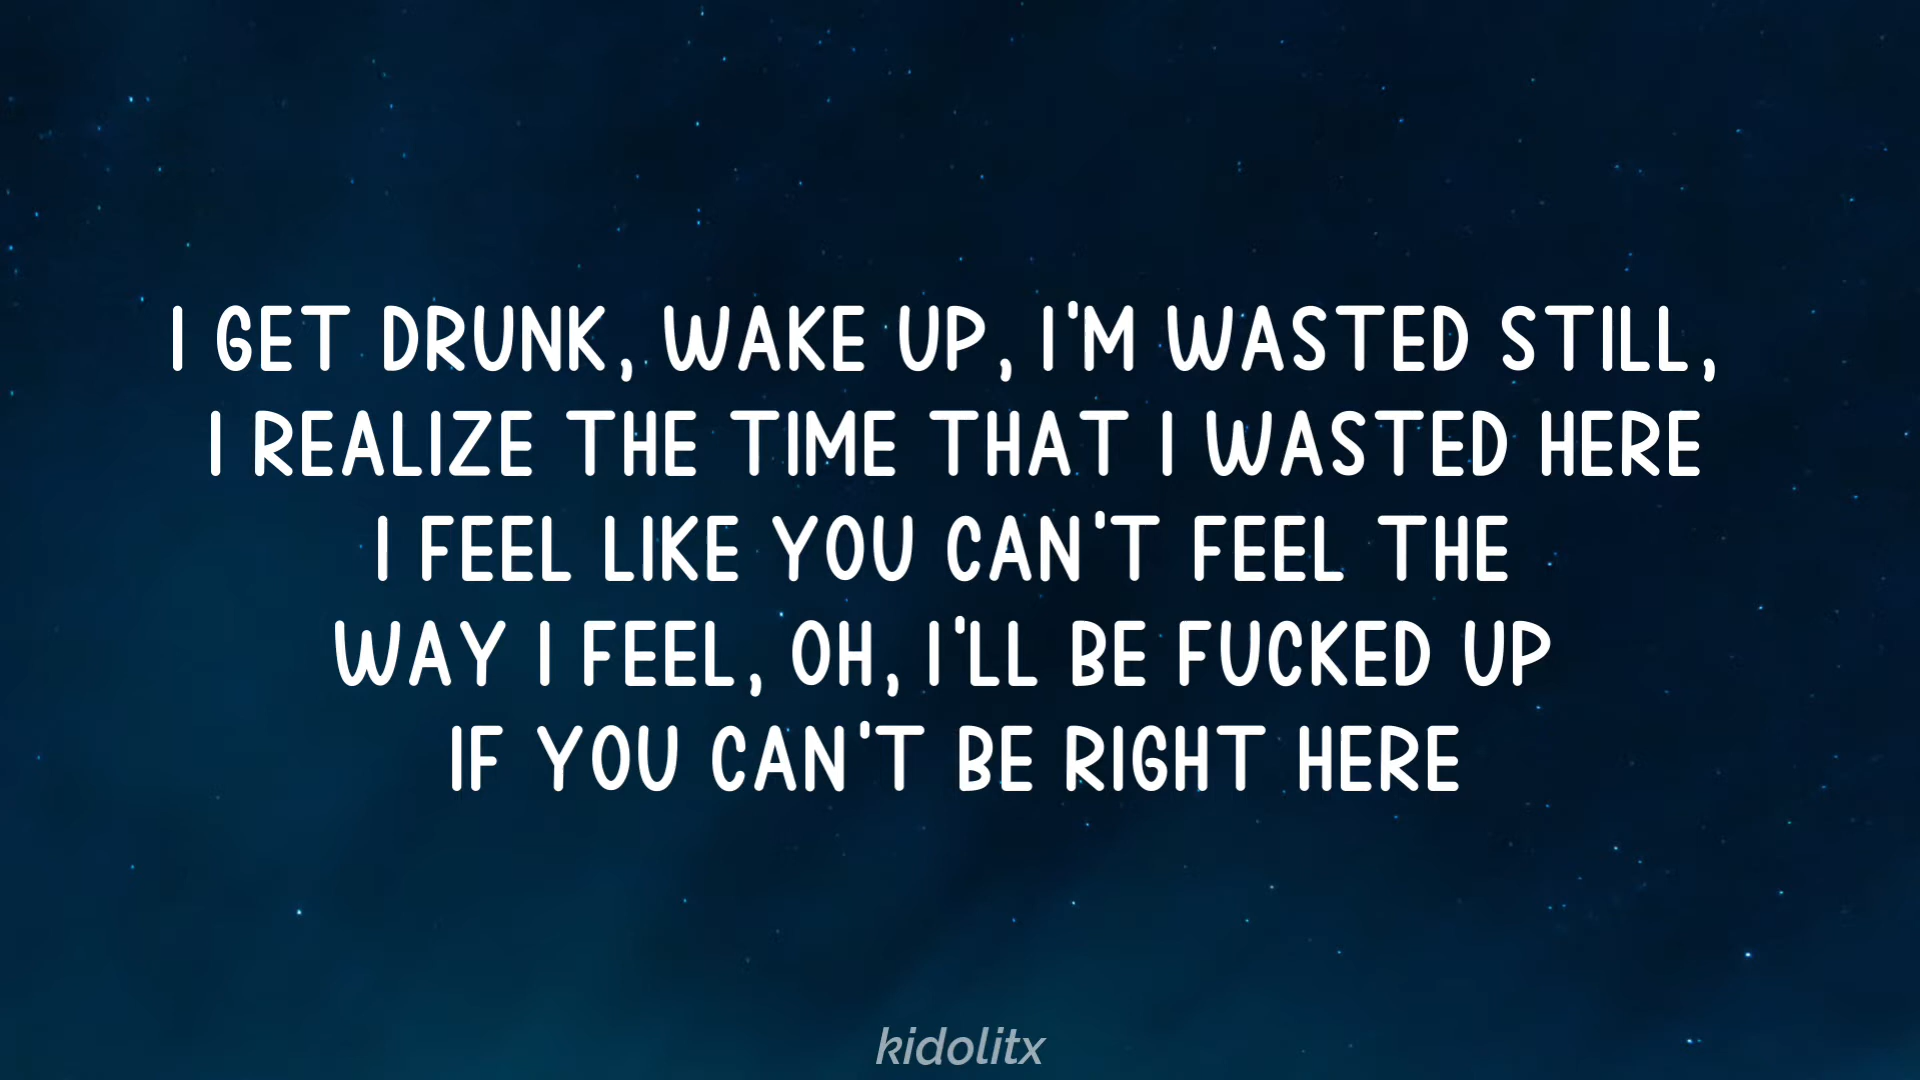 I GET DRUNK, WAKE UP, I'M WASTED STILL,
I REALIZE THE TIME THAT I WASTED HERE
I FEEL LIKE YOU CAN'T FEEL THE
WAY I FEEL, OH, I'LL BE FUCKED UP
IF YOU CAN'T BE RIGHT HERE
kidolitx